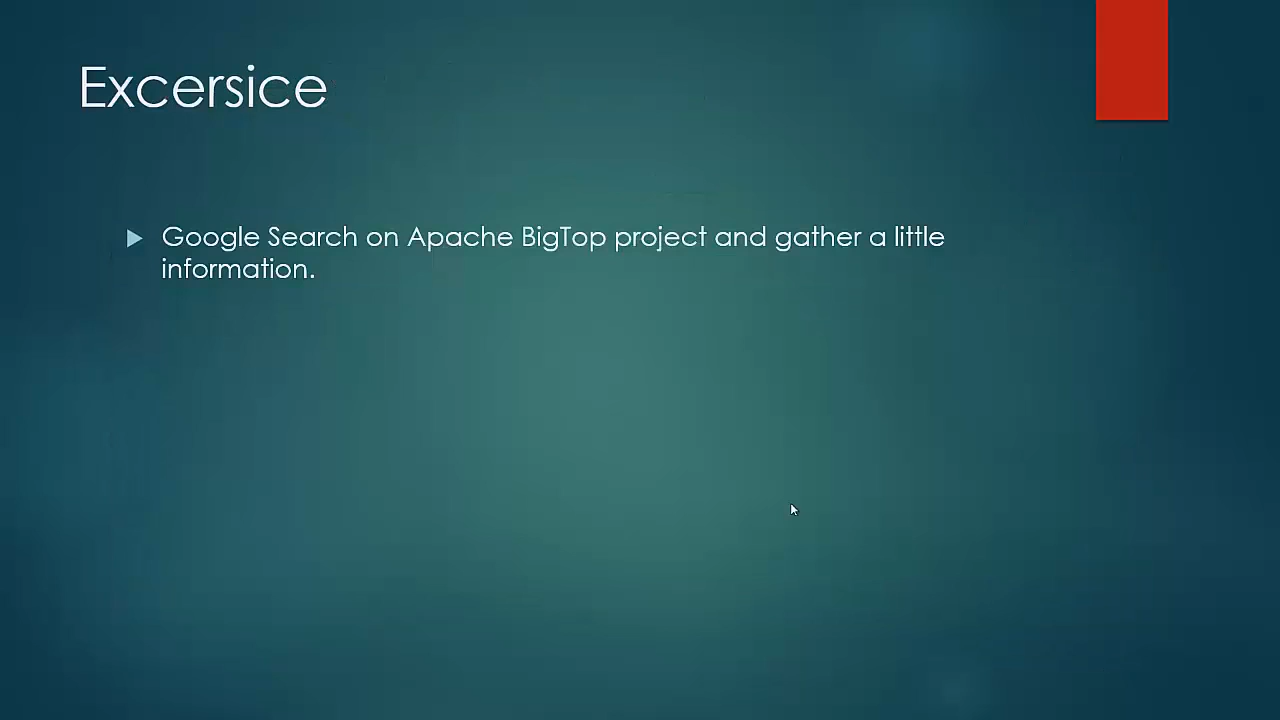 Excersice
Google Search on Apache BigTop project and gather a little
information.